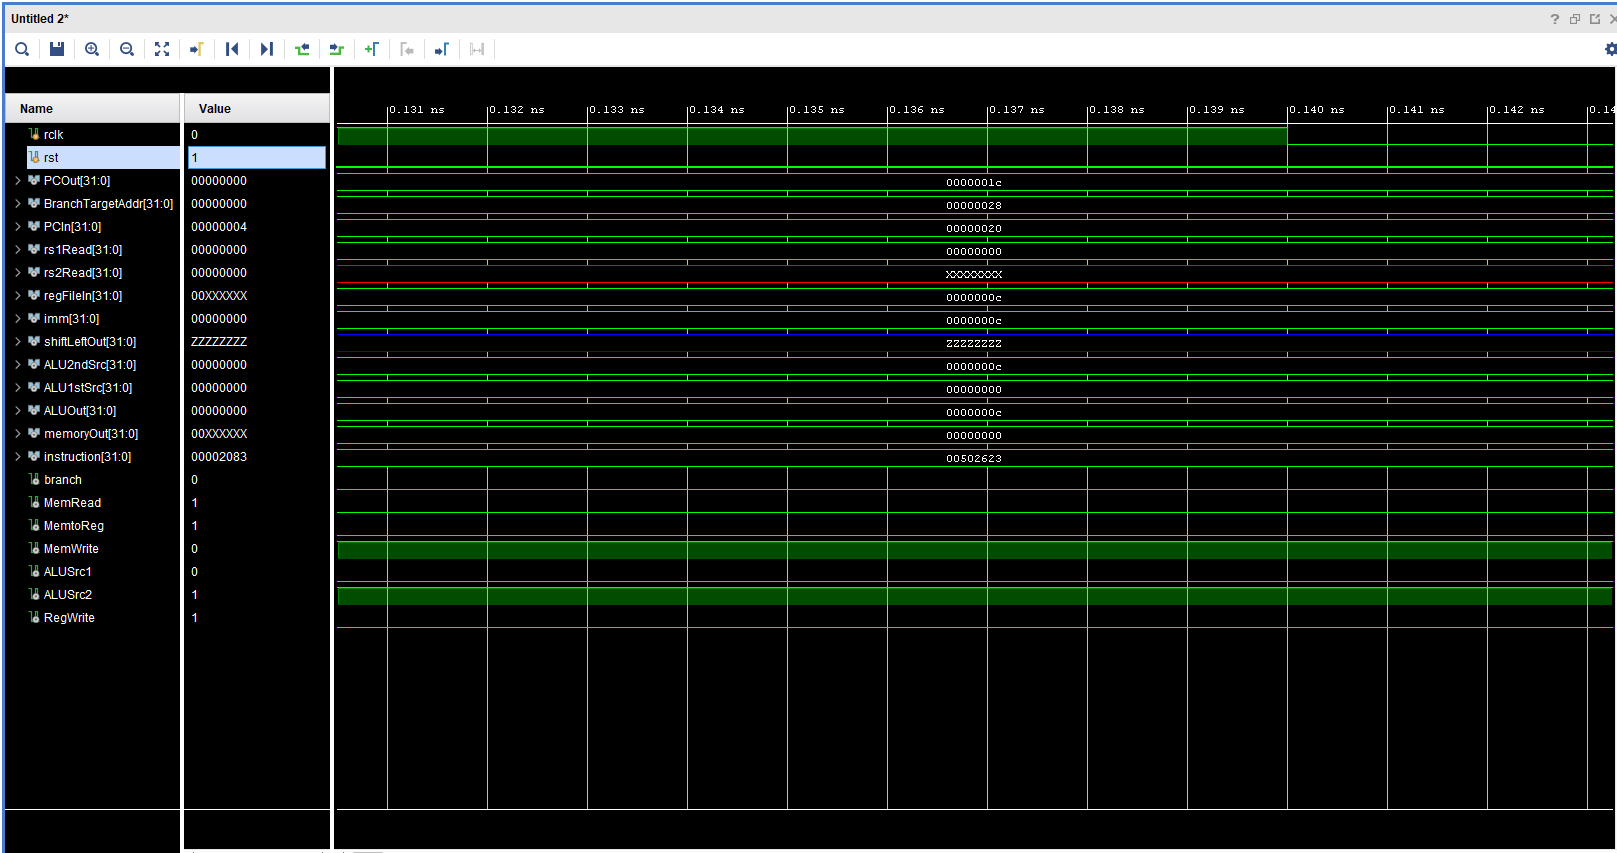 Untitled 2*
Name Value
0.131 ns 0.132 ns 0.133 ns 0.134 ns 0.135 ns 0.136 ns 0.137 ns 0.138 ns 0.139 ns 0.140 ns 0.141 ns 0.142 ns 0.14
rclk 0
rst 1
PCOut[31:0] 00000000 0000001c
BranchTargetAddr[31:0] 00000000 00000028
PCIn[31:0] 00000004 00000020
rs1Read[31:0] 00000000 00000000
rs2Read[31:0] 00000000 XXXXXXXX
regFileIn[31:0] 00XXXXXX 0000000c
imm[31:0] 00000000 0000000c
shiftLeftOut[31:0] ZZZZZZZZ ZZZZZZZZ
ALU2ndSrc[31:0] 00000000 0000000c
ALU1stSrc[31:0] 00000000 00000000
ALUOut[31:0] 00000000 0000000c
memoryOut[31:0] 00XXXXXX 00000000
instruction[31:0] 00002083 00502623
branch 0
MemRead 1
MemtoReg 1
MemWrite 0
ALUSrc1 0
ALUSrc2 1
RegWrite 1